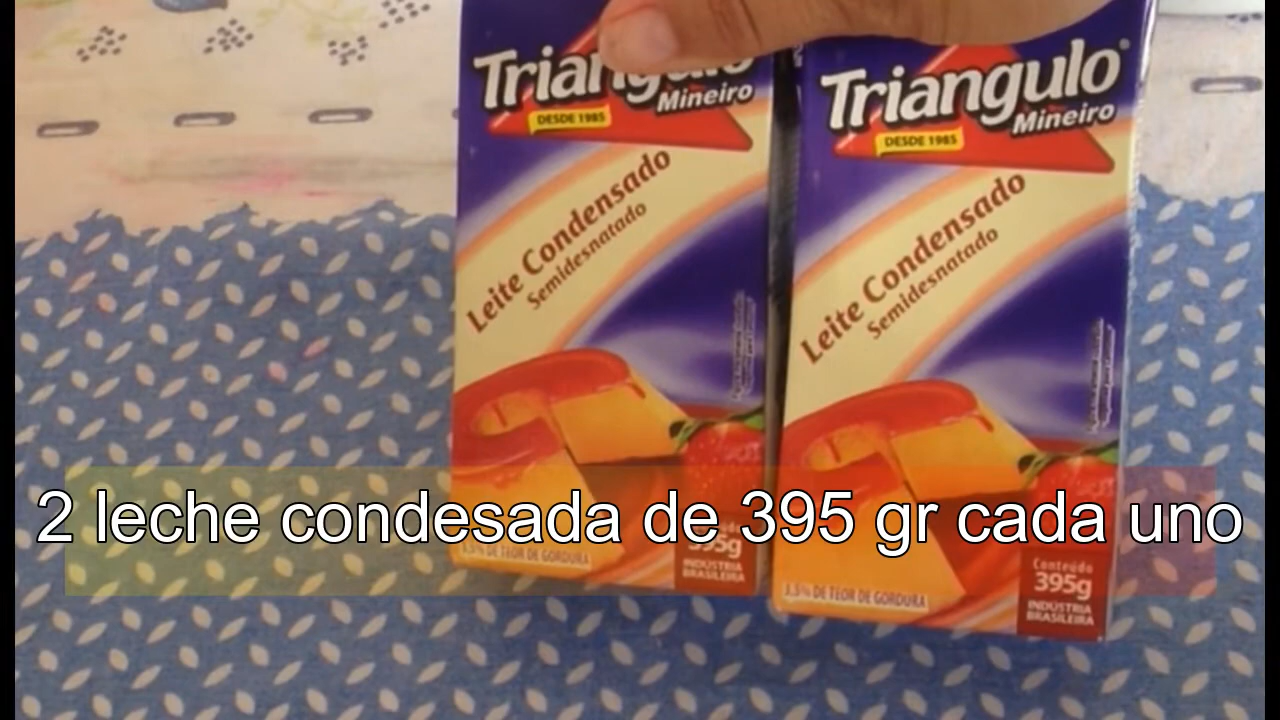 Triangulo
Mineiro
DESDE 1985
Leite Condensado
Semidesnatado
395g
INDÚSTRIA
BRASILEIRA
Triangulo
Mineiro
DESDE 1985
Leite Condensado
Semidesnatado
3,5% DE TEOR DE GORDURA
Conteúdo
395g
INDÚSTRIA
BRASILEIRA
2 leche condesada de 395 gr cada uno